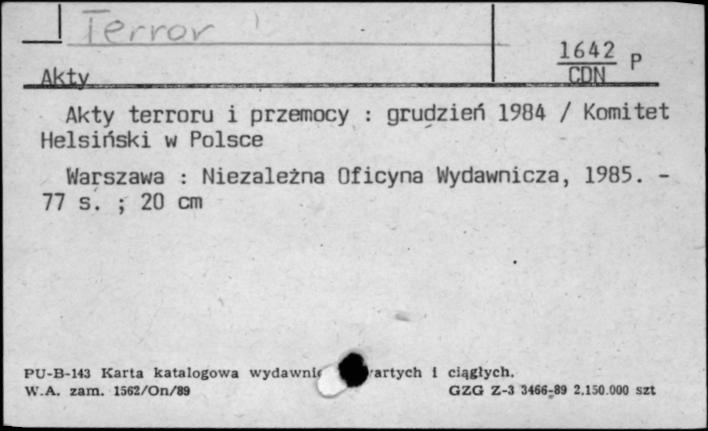 Terror
1642 P
Akty CDN
Akty terroru i przemocy : grudzień 1984 / Komitet
Helsiński w Polsce
Warszawa : Niezależna Oficyna Wydawnicza, 1985. -
77 s. ; 20 cm
PU-B-143 Karta katalogowa wydawnic artych i ciągłych.
W.A. zam. 1562/On/89 GZG Z-3 3466-89 2.150.000 szt